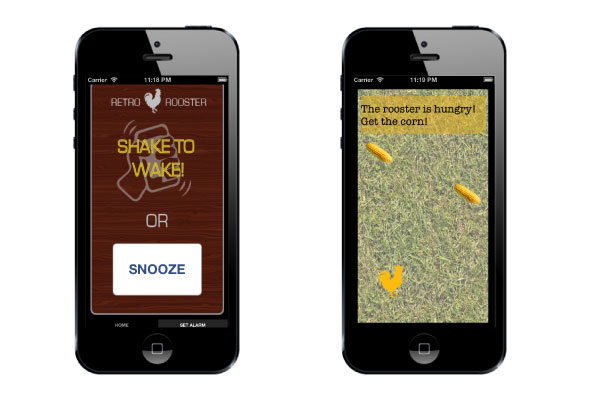 Carrier 11:18 PM
RETRO ROOSTER
SHAKE TO
WAKE!
OR
SNOOZE
HOME SET ALARM
Carrier 11:19 PM
The rooster is hungry!
Get the corn!